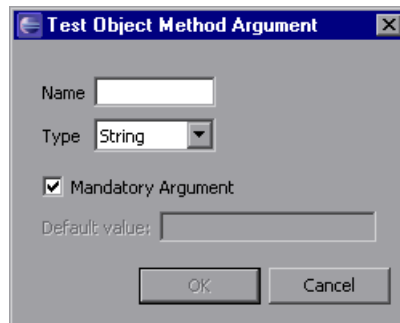 Test Object Method Argument
Name
Type String
Mandatory Argument
Default value:
OK Cancel